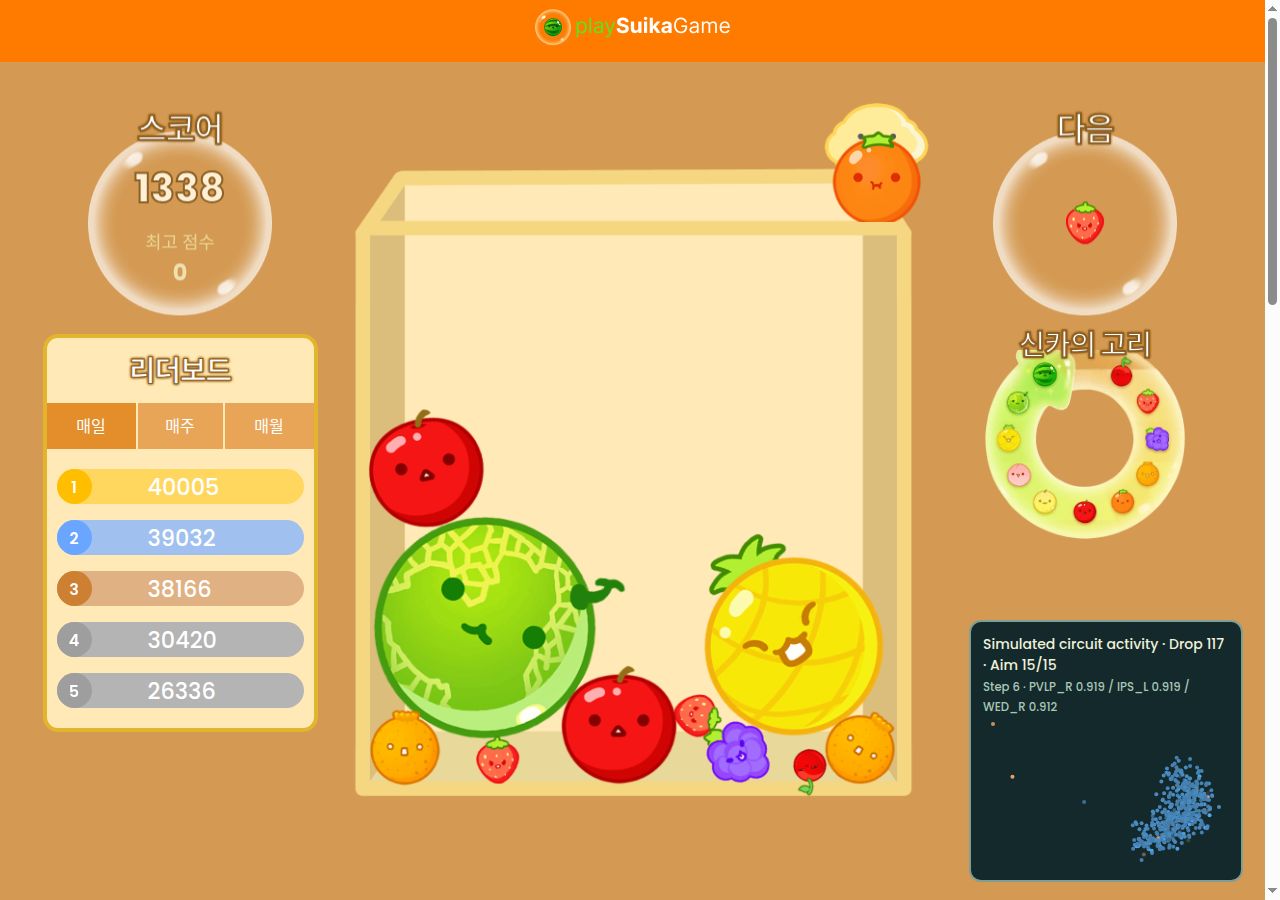 playSuikaGame
스코어
1338
최고 점수
0
다음
신카의 고리
리더보드
매일 매주 매월
1 40005
2 39032
3 38166
4 30420
5 26336
Simulated circuit activity · Drop 117
· Aim 15/15
Step 6 · PVLP_R 0.919 / IPS_L 0.919 /
WED_R 0.912